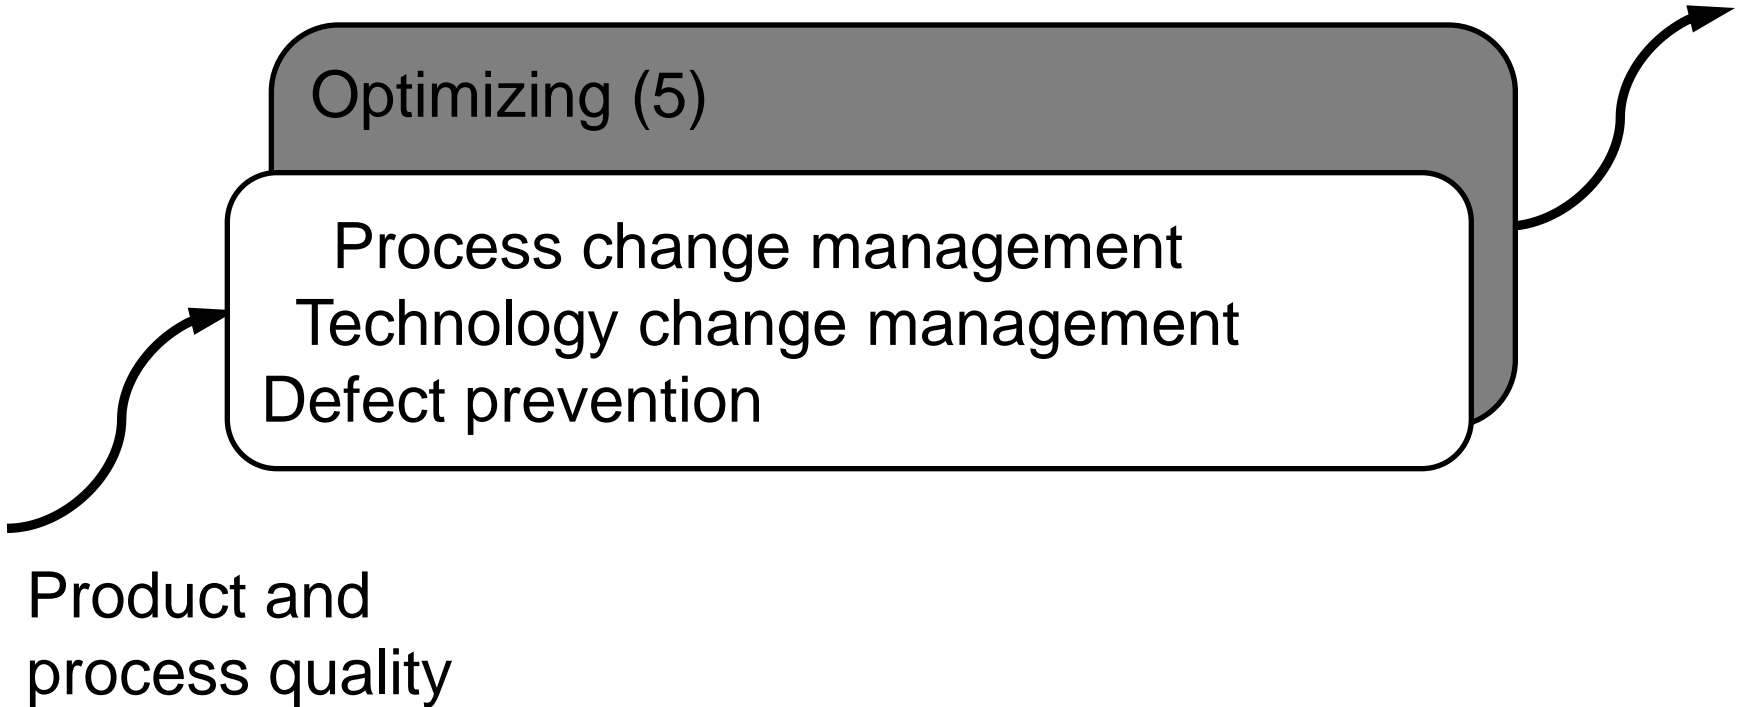 Optimizing (5)
Process change management
Technology change management
Defect prevention
Product and
process quality